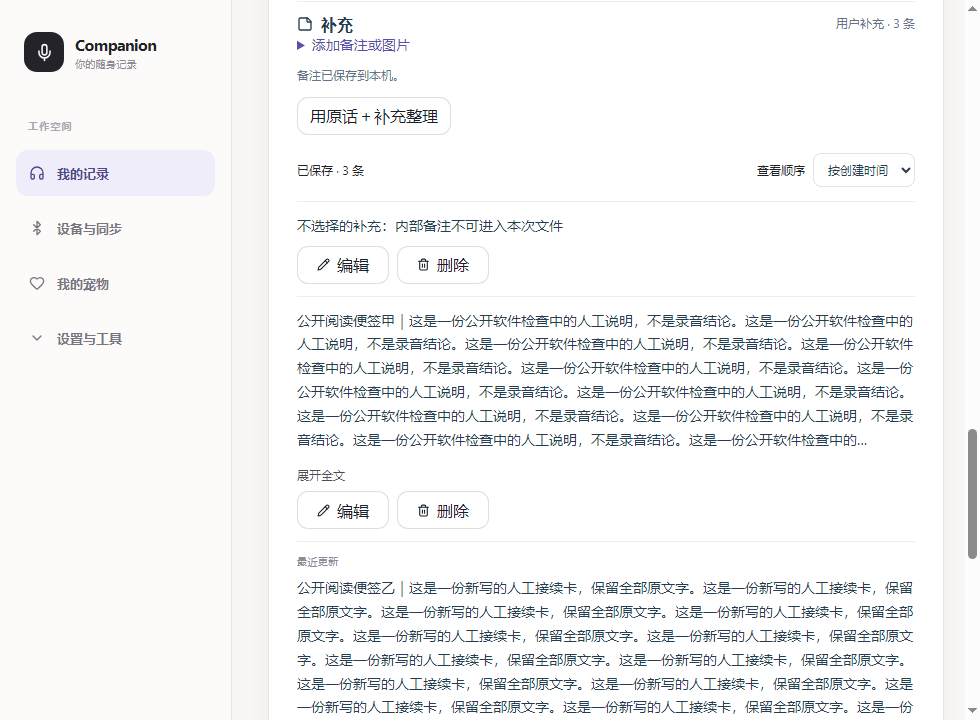 Companion
你的随身记录
工作空间
我的记录
设备与同步
我的宠物
设置与工具
补充
用户补充 · 3 条
添加备注或图片
备注已保存到本机。
用原话 + 补充整理
已保存 · 3 条
查看顺序
按创建时间
不选择的补充：内部备注不可进入本次文件
编辑
删除
公开阅读便签甲｜这是一份公开软件检查中的人工说明，不是录音结论。这是一份公开软件检查中的
人工说明，不是录音结论。这是一份公开软件检查中的人工说明，不是录音结论。这是一份公开软件
检查中的人工说明，不是录音结论。这是一份公开软件检查中的人工说明，不是录音结论。这是一份
公开软件检查中的人工说明，不是录音结论。这是一份公开软件检查中的人工说明，不是录音结论。
这是一份公开软件检查中的人工说明，不是录音结论。这是一份公开软件检查中的人工说明，不是录
音结论。这是一份公开软件检查中的人工说明，不是录音结论。这是一份公开软件检查中的...
展开全文
编辑
删除
最近更新
公开阅读便签乙｜这是一份新写的人工接续卡，保留全部原文字。这是一份新写的人工接续卡，保留
全部原文字。这是一份新写的人工接续卡，保留全部原文字。这是一份新写的人工接续卡，保留全部
原文字。这是一份新写的人工接续卡，保留全部原文字。这是一份新写的人工接续卡，保留全部原文
字。这是一份新写的人工接续卡，保留全部原文字。这是一份新写的人工接续卡，保留全部原文字。
这是一份新写的人工接续卡，保留全部原文字。这是一份新写的人工接续卡，保留全部原文字。这是
一份新写的人工接续卡，保留全部原文字。这是一份新写的人工接续卡，保留全部原文字。这是一份